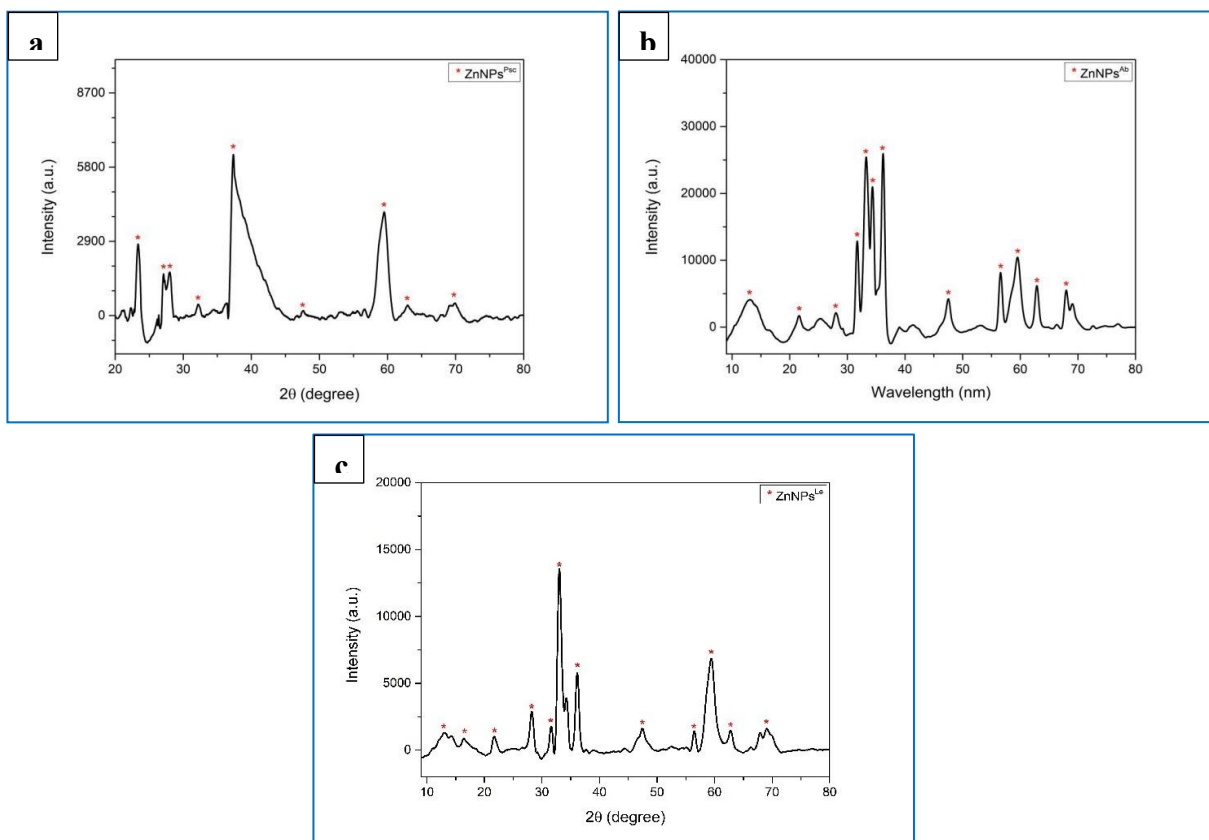 a
* ZnNPsPsc
8700
5800
2900
0
Intensity (a.u.)
20 30 40 50 60 70 80
2θ (degree)
b
* ZnNPsAb
40000
30000
20000
10000
0
Intensity (a.u.)
10 20 30 40 50 60 70 80
Wavelength (nm)
c
* ZnNPsLe
20000
15000
10000
5000
0
Intensity (a.u.)
10 20 30 40 50 60 70 80
2θ (degree)